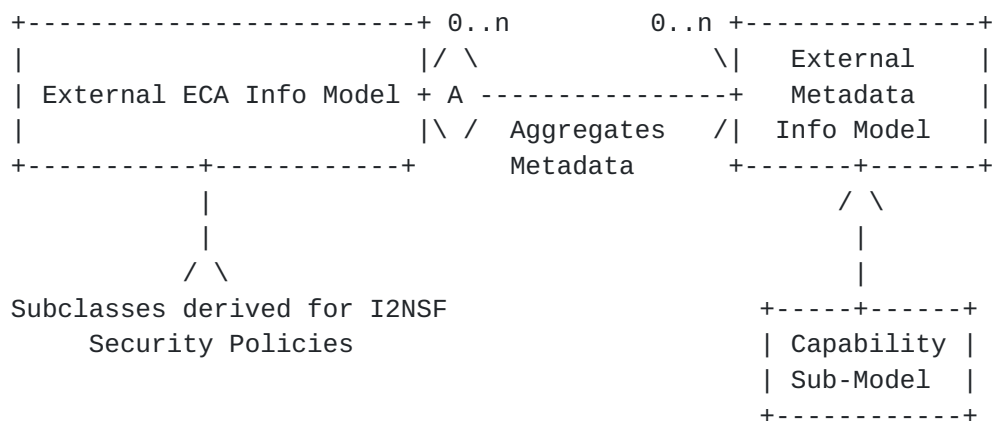 +-------------------------+ 0..n         0..n +---------------+
|                         |/ \               \|   External    |
| External ECA Info Model + A ----------------+   Metadata    |
|                         |\ /  Aggregates   /|  Info Model   |
+-----------+------------+      Metadata      +-------+-------+
            |                                        / \
            |                                         |
           / \                                        |
Subclasses derived for I2NSF                    +-----+------+
     Security Policies                          | Capability |
                                                | Sub-Model  |
                                                +------------+